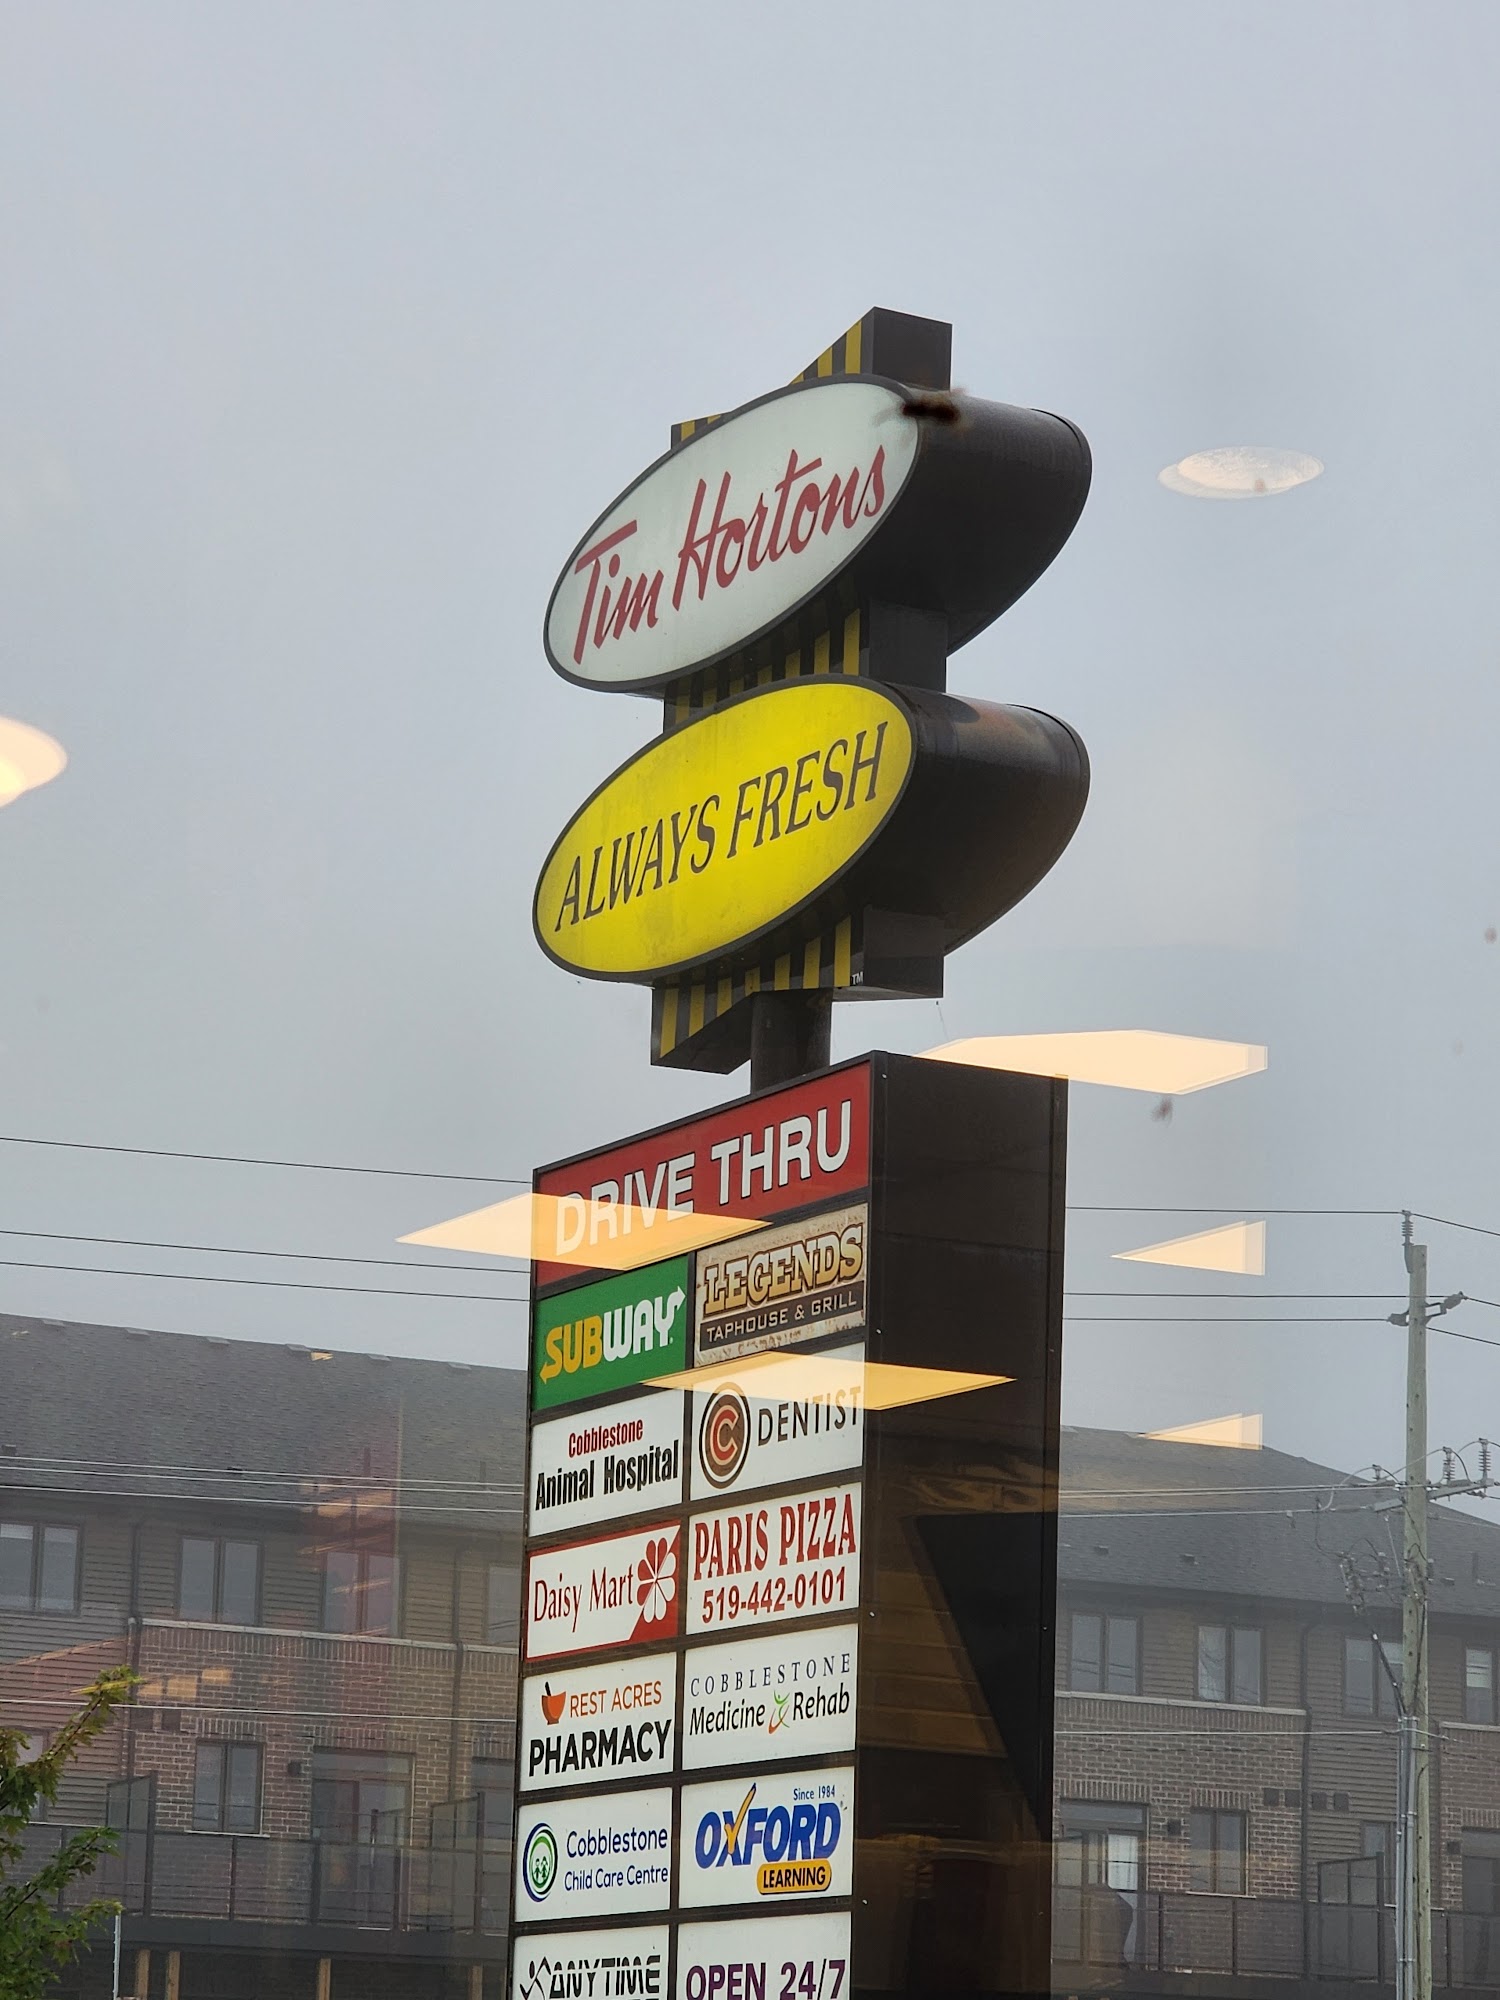 Tim Hortons
ALWAYS FRESH
TM
DRIVE THRU
SUBWAY
LEGENDS
TAPHOUSE & GRILL
Cobblestone
Animal Hospital
C DENTIST
Daisy Mart
PARIS PIZZA
519-442-0101
REST ACRES
PHARMACY
COBBLESTONE
Medicine Rehab
Cobblestone
Child Care Centre
Since 1984
OXFORD
LEARNING
ANYTIME
OPEN 24/7